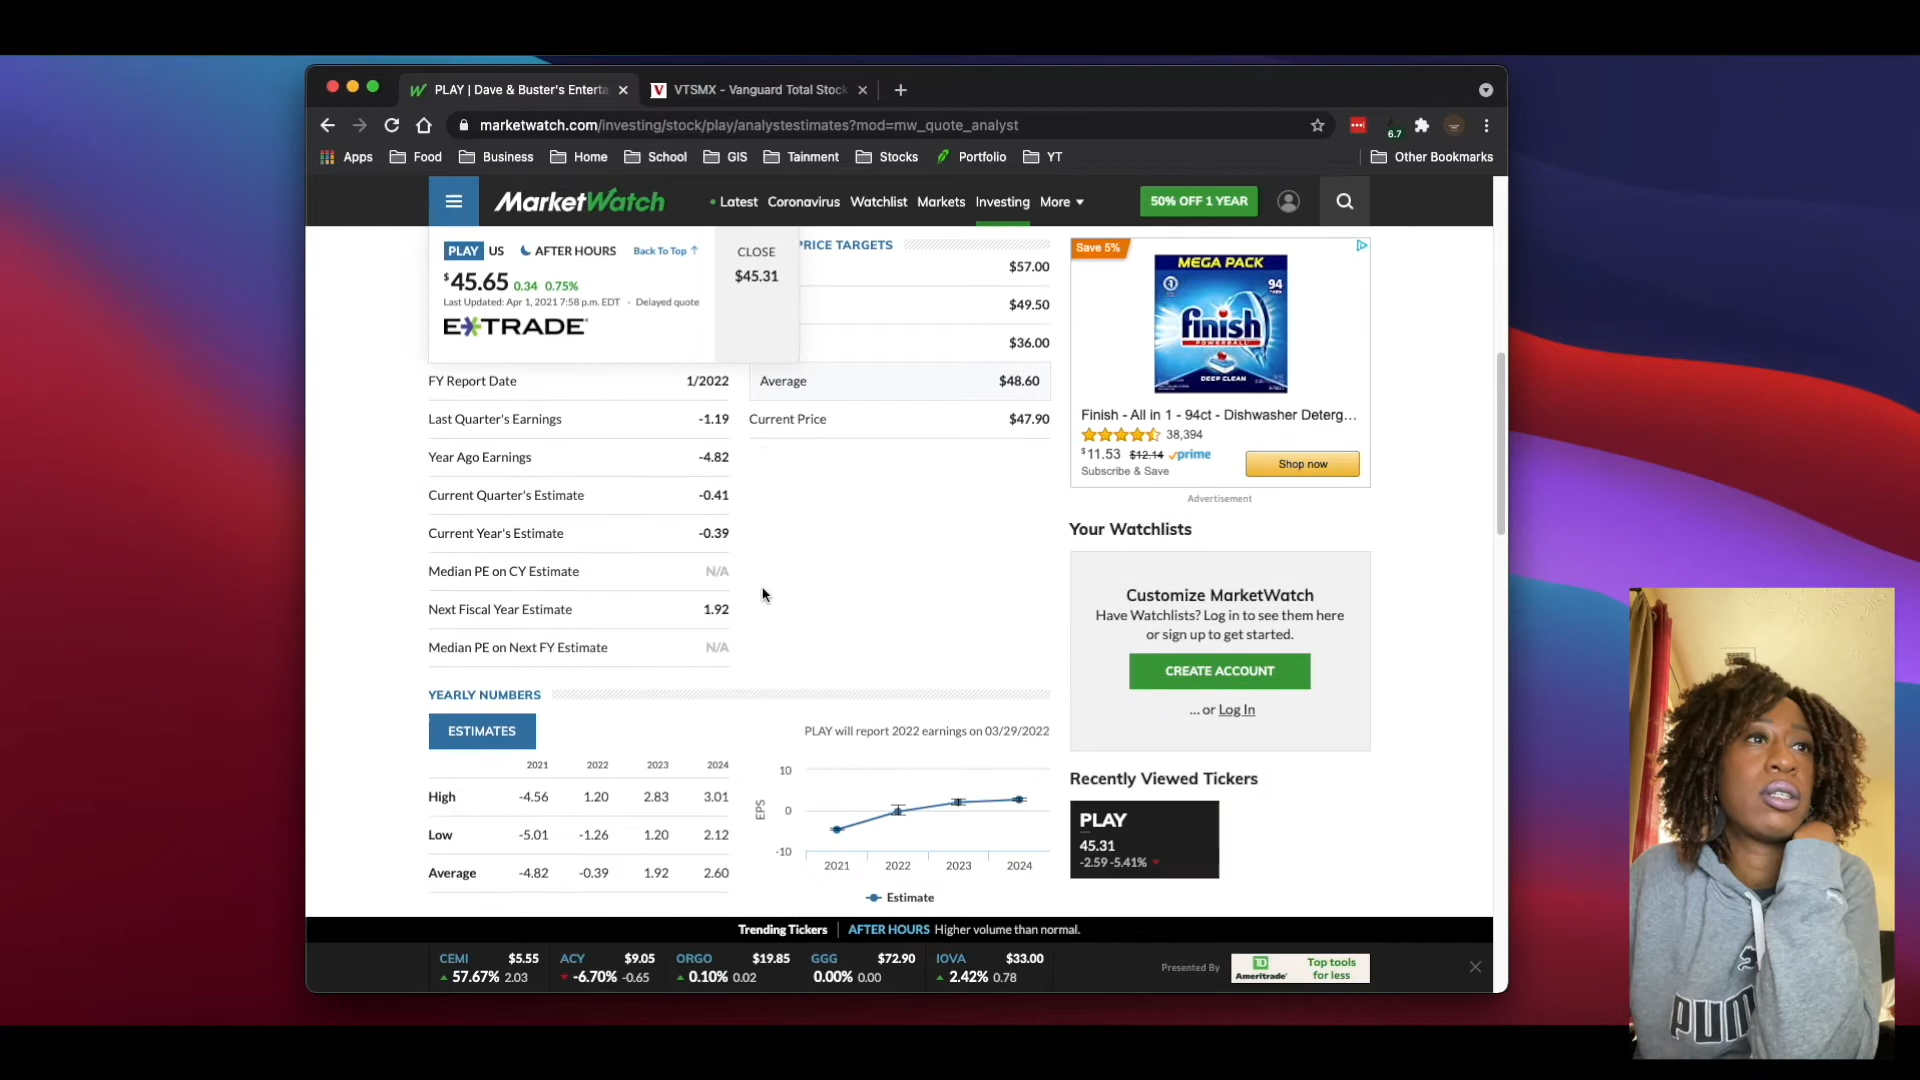 PLAY | Dave & Buster's Enterta
VTSMX - Vanguard Total Stock
marketwatch.com/investing/stock/play/analystestimates?mod=mw_quote_analyst
6.7
Apps Food Business Home School GIS Tainment Stocks Portfolio YT Other Bookmarks
MarketWatch Latest Coronavirus Watchlist Markets Investing More 50% OFF 1 YEAR
PLAY US AFTER HOURS Back To Top
$45.65 0.34 0.75%
Last Updated: Apr 1, 2021 7:58 p.m. EDT - Delayed quote
E*TRADE
CLOSE
$45.31
PRICE TARGETS
$57.00
$49.50
$36.00
Average $48.60
Current Price $47.90
FY Report Date 1/2022
Last Quarter's Earnings -1.19
Year Ago Earnings -4.82
Current Quarter's Estimate -0.41
Current Year's Estimate -0.39
Median PE on CY Estimate N/A
Next Fiscal Year Estimate 1.92
Median PE on Next FY Estimate N/A
YEARLY NUMBERS
ESTIMATES
PLAY will report 2022 earnings on 03/29/2022
2021 2022 2023 2024
High -4.56 1.20 2.83 3.01
Low -5.01 -1.26 1.20 2.12
Average -4.82 -0.39 1.92 2.60
EPS
10
0
-10
2021 2022 2023 2024
Estimate
Save 5%
MEGA PACK
94
finish
POWERBALL
DEEP CLEAN
Finish - All in 1 - 94ct - Dishwasher Deterg...
38,394
$11.53 $12.14 prime
Subscribe & Save
Shop now
Advertisement
Your Watchlists
Customize MarketWatch
Have Watchlists? Log in to see them here
or sign up to get started.
CREATE ACCOUNT
... or Log In
Recently Viewed Tickers
PLAY
45.31
-2.59 -5.41%
Trending Tickers | AFTER HOURS Higher volume than normal.
CEMI $5.55
57.67% 2.03
ACY $9.05
-6.70% -0.65
ORGO $19.85
0.10% 0.02
GGG $72.90
0.00% 0.00
IOVA $33.00
2.42% 0.78
Presented By
TD
Ameritrade
Top tools
for less
PUM